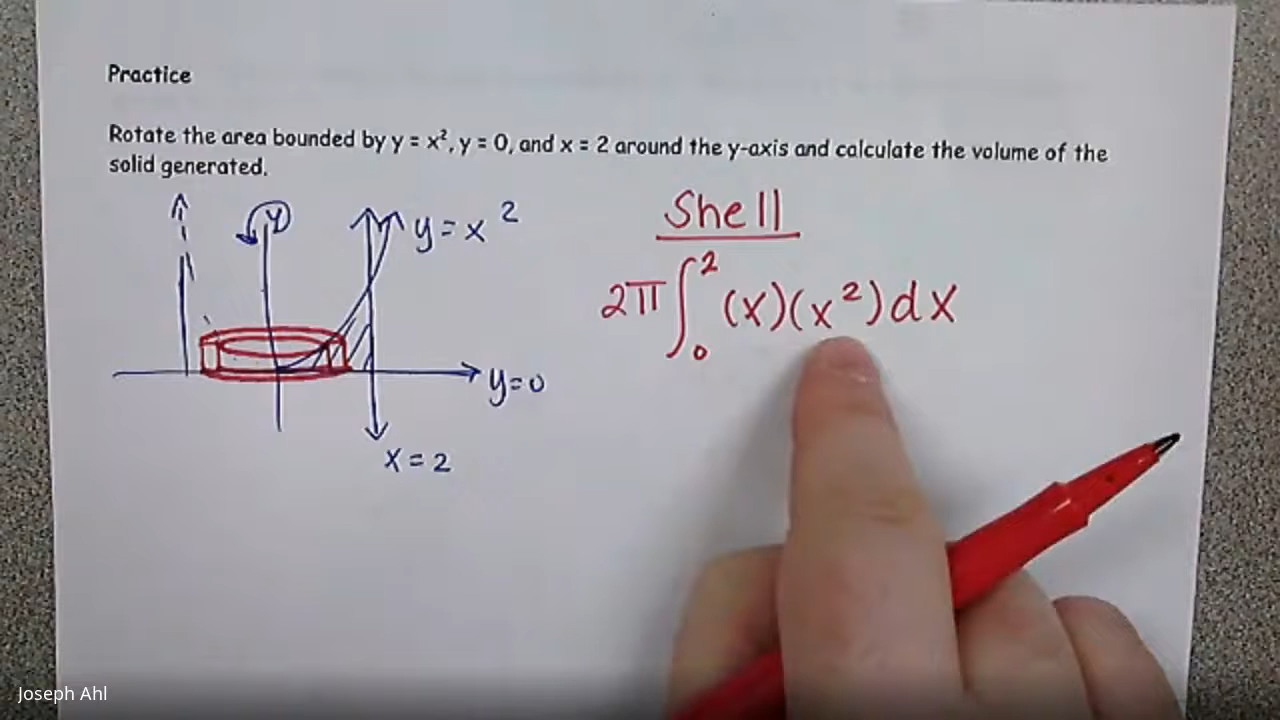 Practice
Rotate the area bounded by y = x², y = 0, and x = 2 around the y-axis and calculate the volume of the
solid generated.
y
y = x²
y = 0
x = 2
Shell
2π∫₀² (x)(x²)dx
Joseph Ahl